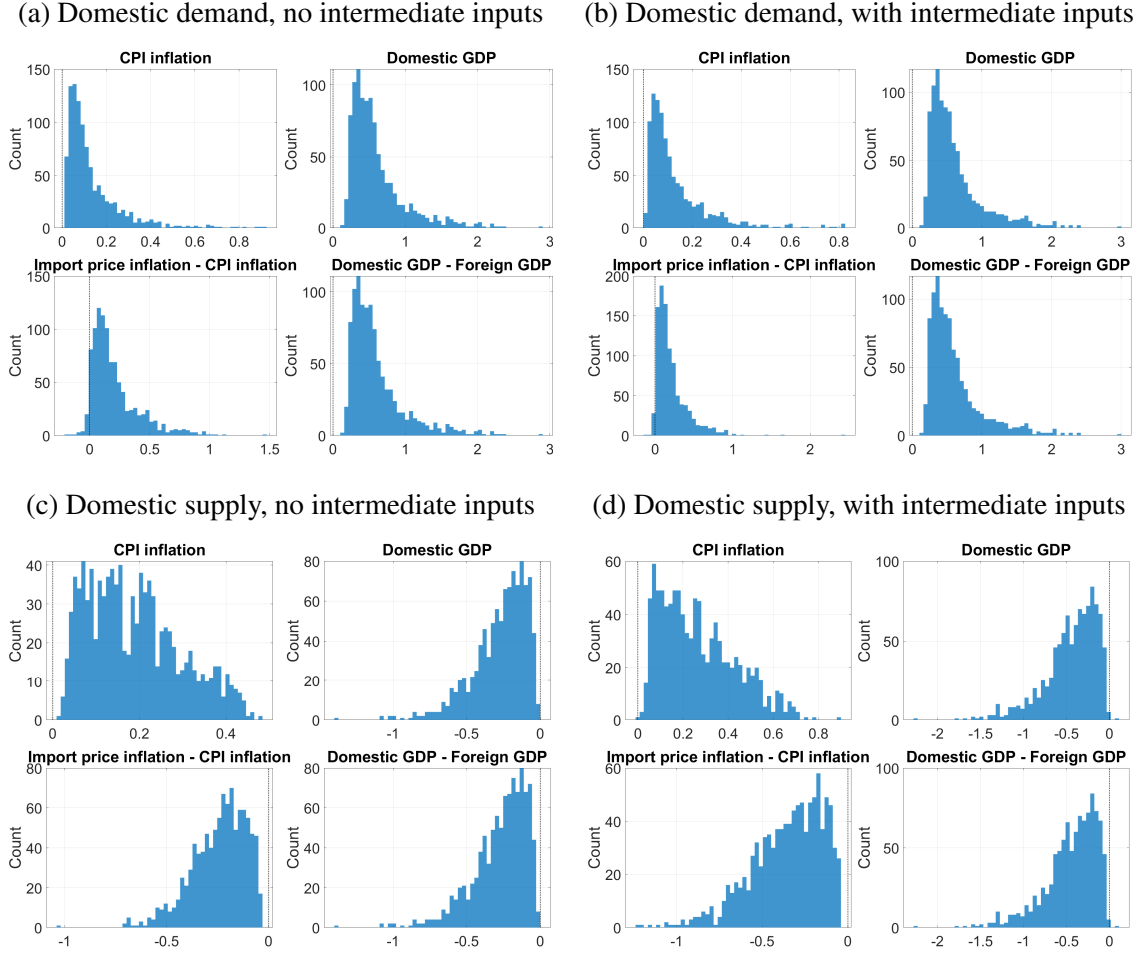 (a) Domestic demand, no intermediate inputs
CPI inflation
Count
150
100
50
0
0 0.2 0.4 0.6 0.8
Domestic GDP
Count
100
50
0
0 1 2 3
Import price inflation - CPI inflation
Count
150
100
50
0
0 0.5 1 1.5
Domestic GDP - Foreign GDP
Count
100
50
0
0 1 2 3
(b) Domestic demand, with intermediate inputs
CPI inflation
Count
150
100
50
0
0 0.2 0.4 0.6 0.8
Domestic GDP
Count
100
50
0
0 1 2 3
Import price inflation - CPI inflation
Count
200
150
100
50
0
0 1 2
Domestic GDP - Foreign GDP
Count
100
50
0
0 1 2 3
(c) Domestic supply, no intermediate inputs
CPI inflation
Count
40
30
20
10
0
0 0.2 0.4
Domestic GDP
Count
80
60
40
20
0
-1 -0.5 0
Import price inflation - CPI inflation
Count
80
60
40
20
0
-1 -0.5 0
Domestic GDP - Foreign GDP
Count
80
60
40
20
0
-1 -0.5 0
(d) Domestic supply, with intermediate inputs
CPI inflation
Count
60
40
20
0
0 0.2 0.4 0.6 0.8
Domestic GDP
Count
100
50
0
-2 -1.5 -1 -0.5 0
Import price inflation - CPI inflation
Count
60
40
20
0
-1 -0.5 0
Domestic GDP - Foreign GDP
Count
100
50
0
-2 -1.5 -1 -0.5 0